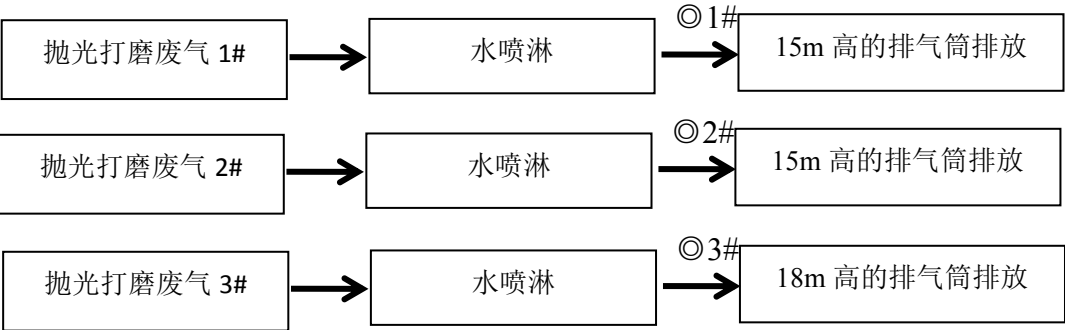 抛光打磨废气 1#
水喷淋
◎1#
15m 高的排气筒排放
抛光打磨废气 2#
水喷淋
◎2#
15m 高的排气筒排放
抛光打磨废气 3#
水喷淋
◎3#
18m 高的排气筒排放